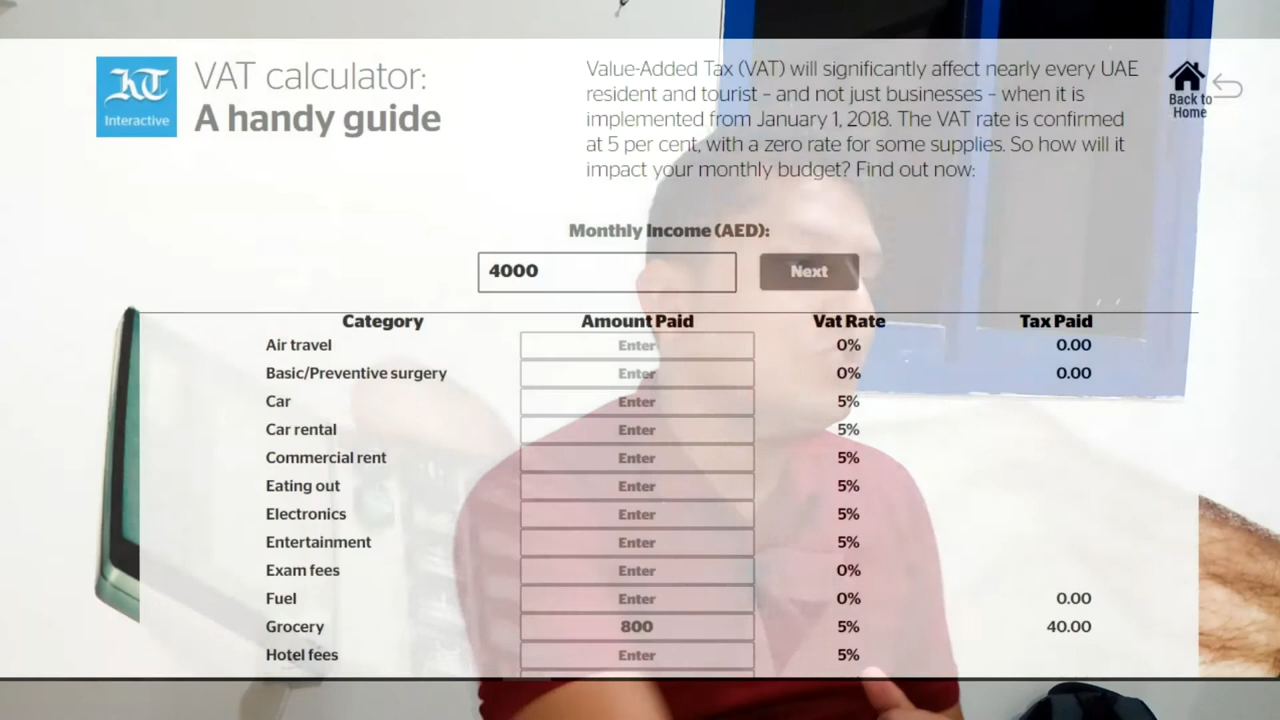 KT
Interactive
VAT calculator:
A handy guide
Value-Added Tax (VAT) will significantly affect nearly every UAE
resident and tourist – and not just businesses – when it is
implemented from January 1, 2018. The VAT rate is confirmed
at 5 per cent, with a zero rate for some supplies. So how will it
impact your monthly budget? Find out now:
Back to
Home
Monthly Income (AED):
4000 Next
Category Amount Paid Vat Rate Tax Paid
Air travel Enter 0% 0.00
Basic/Preventive surgery Enter 0% 0.00
Car Enter 5%
Car rental Enter 5%
Commercial rent Enter 5%
Eating out Enter 5%
Electronics Enter 5%
Entertainment Enter 5%
Exam fees Enter 0%
Fuel Enter 0% 0.00
Grocery 800 5% 40.00
Hotel fees Enter 5%